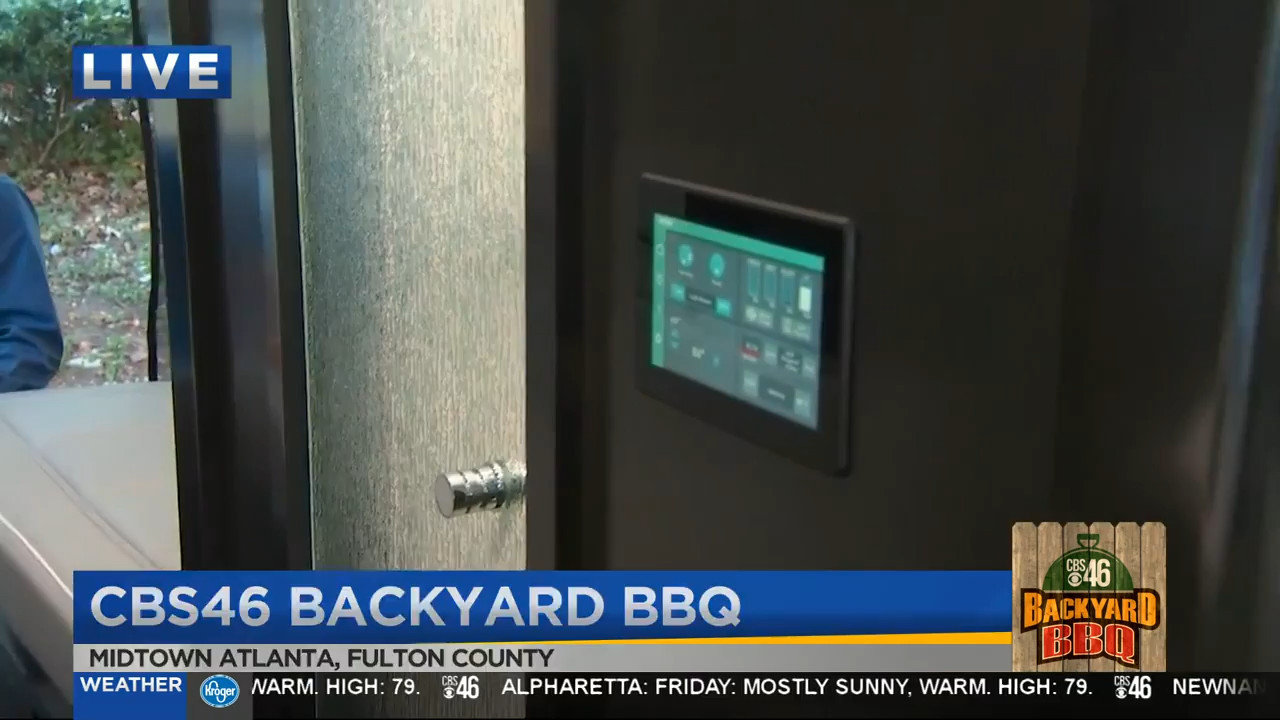 LIVE
CBS46 BACKYARD BBQ
MIDTOWN ATLANTA, FULTON COUNTY
CBS 46
BACKYARD
BBQ
WEATHER Kroger WARM. HIGH: 79. CBS 46 ALPHARETTA: FRIDAY: MOSTLY SUNNY, WARM. HIGH: 79. CBS 46 NEWNAN